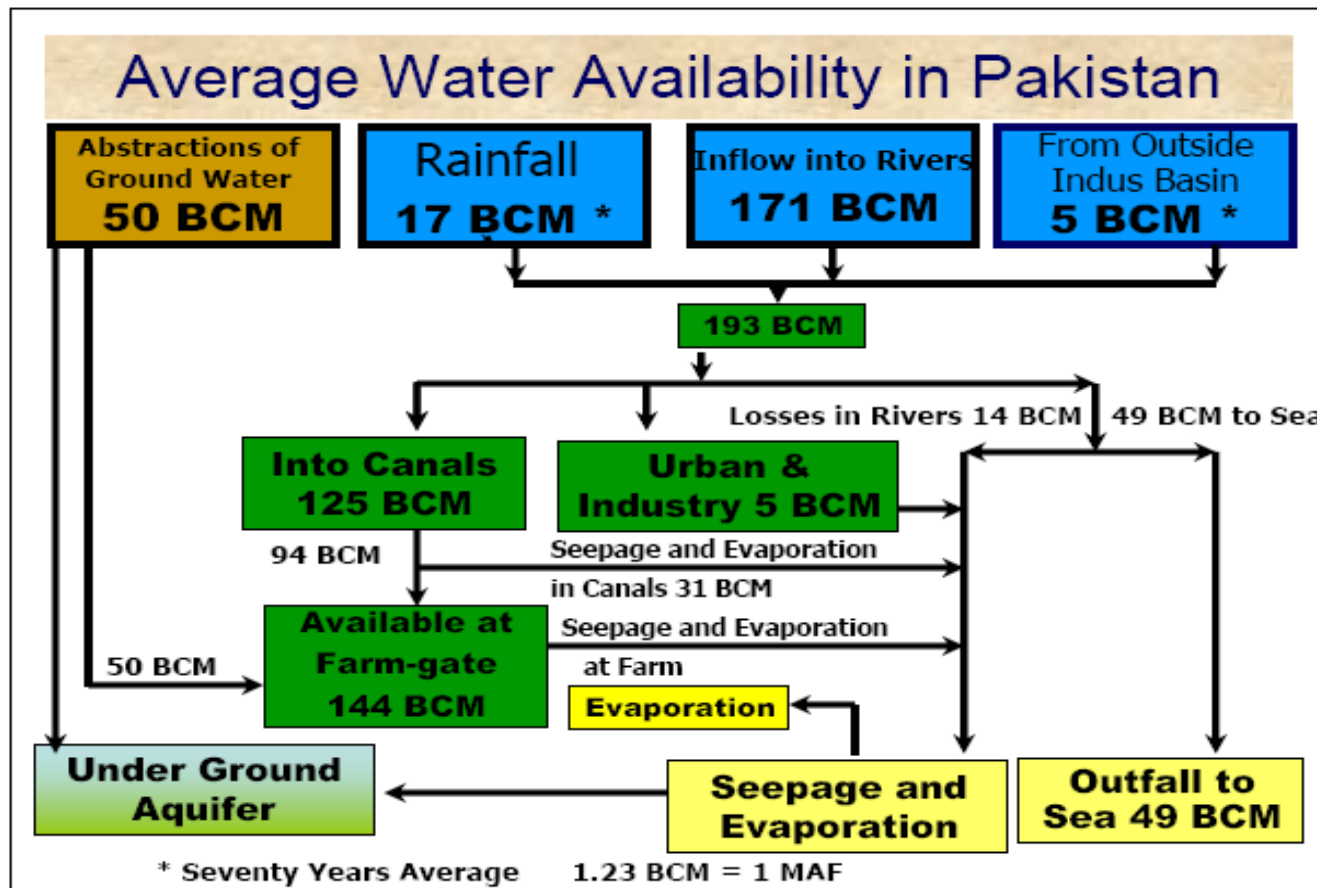 Average Water Availability in Pakistan
Abstractions of
Ground Water
50 BCM
Rainfall
17 BCM *
Inflow into Rivers
171 BCM
From Outside
Indus Basin
5 BCM *
193 BCM
Losses in Rivers 14 BCM
49 BCM to Sea
Into Canals
125 BCM
Urban &
Industry 5 BCM
94 BCM
Seepage and Evaporation
in Canals 31 BCM
Available at
Farm-gate
144 BCM
Seepage and Evaporation
at Farm
50 BCM
Evaporation
Under Ground
Aquifer
Seepage and
Evaporation
Outfall to
Sea 49 BCM
* Seventy Years Average 1.23 BCM = 1 MAF